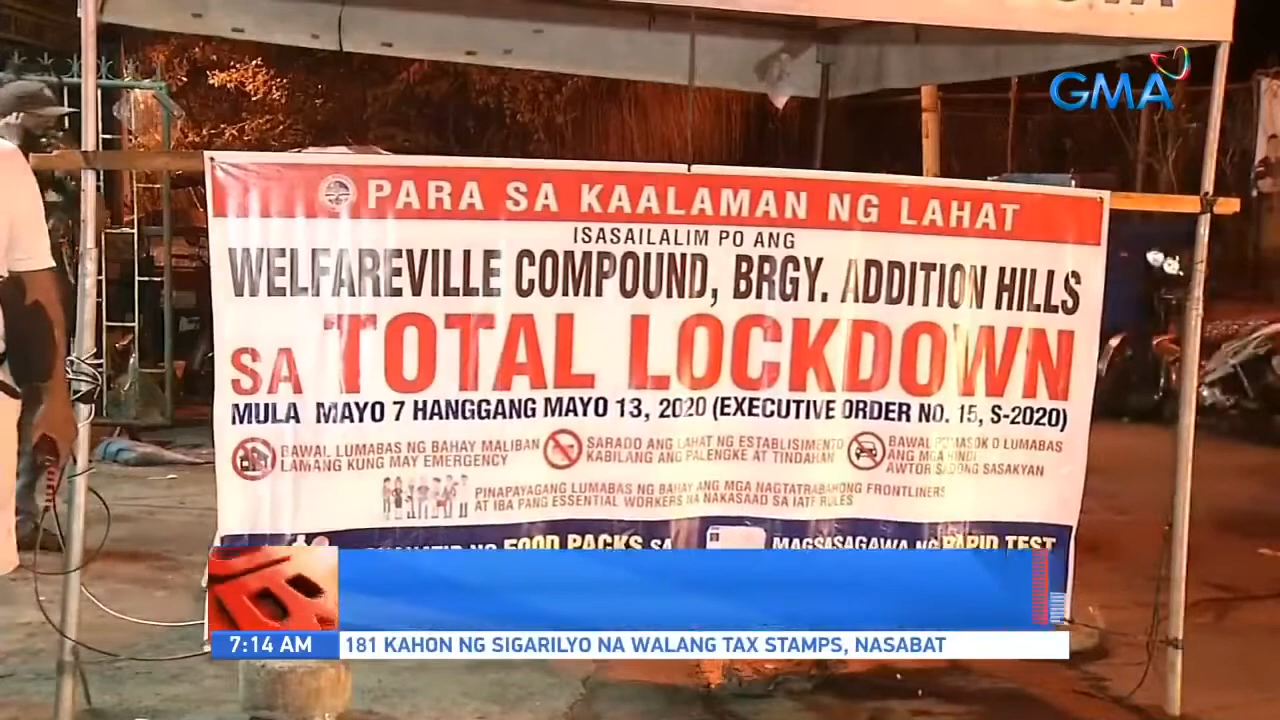 GMA
PARA SA KAALAMAN NG LAHAT
ISASAILALIM PO ANG
WELFAREVILLE COMPOUND, BRGY. ADDITION HILLS
SA TOTAL LOCKDOWN
MULA MAYO 7 HANGGANG MAYO 13, 2020 (EXECUTIVE ORDER NO. 15, S-2020)
BAWAL LUMABAS NG BAHAY MALIBAN
LAMANG KUNG MAY EMERGENCY
SARADO ANG LAHAT NG ESTABLISIMENTO
KABILANG ANG PALENGKE AT TINDAHAN
BAWAL PUMASOK O LUMABAS
ANG MGA HINDI
AWTORISADONG SASAKYAN
PINAPAYAGANG LUMABAS NG BAHAY ANG MGA NAGTATRABAHONG FRONTLINERS
AT IBA PANG ESSENTIAL WORKERS NA NAKASAAD SA IATF RULES
NG FOOD PACKS SA
MAGSASAGAWA NG RAPID TEST
7:14 AM
181 KAHON NG SIGARILYO NA WALANG TAX STAMPS, NASABAT